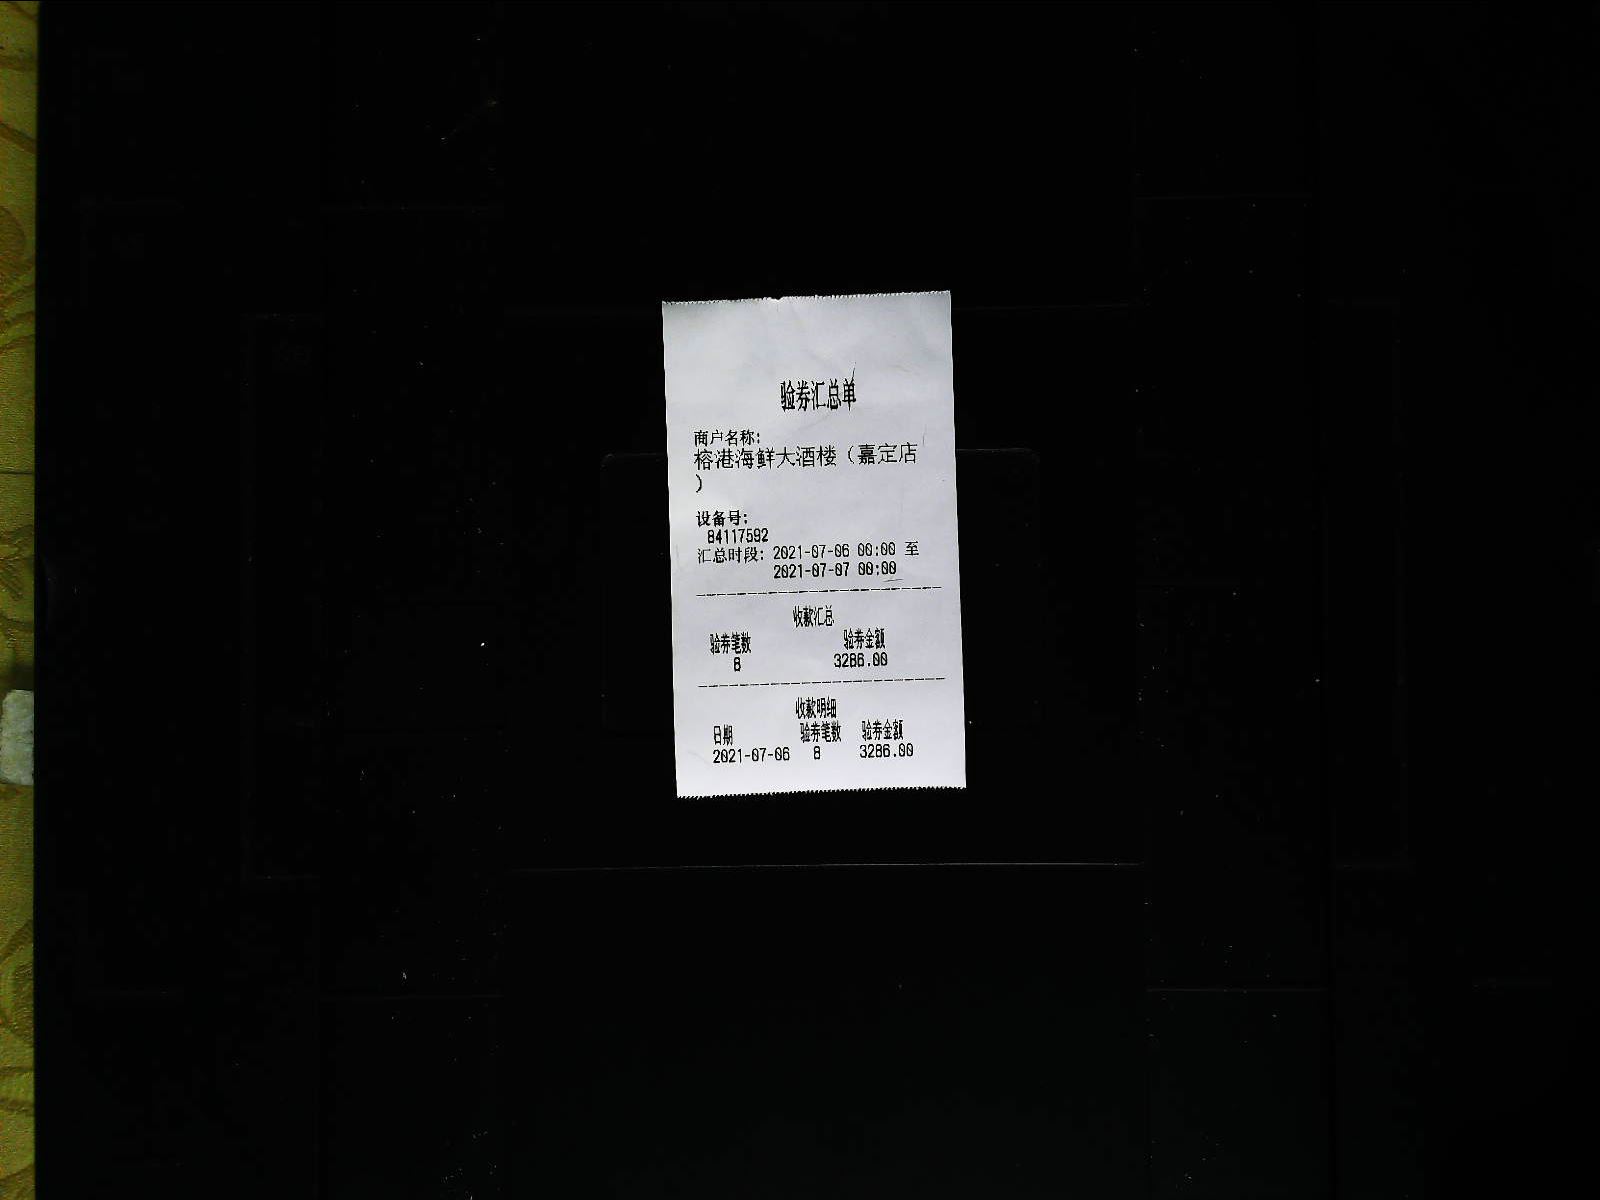 验券汇总单
商户名称:
榕港海鲜大酒楼（嘉定店
）
设备号:
84117592
汇总时段: 2021-07-06 00:00 至
2021-07-07 00:00
收款汇总
验券笔数 验券金额
8 3286.00
收款明细
日期 验券笔数 验券金额
2021-07-06 8 3286.00